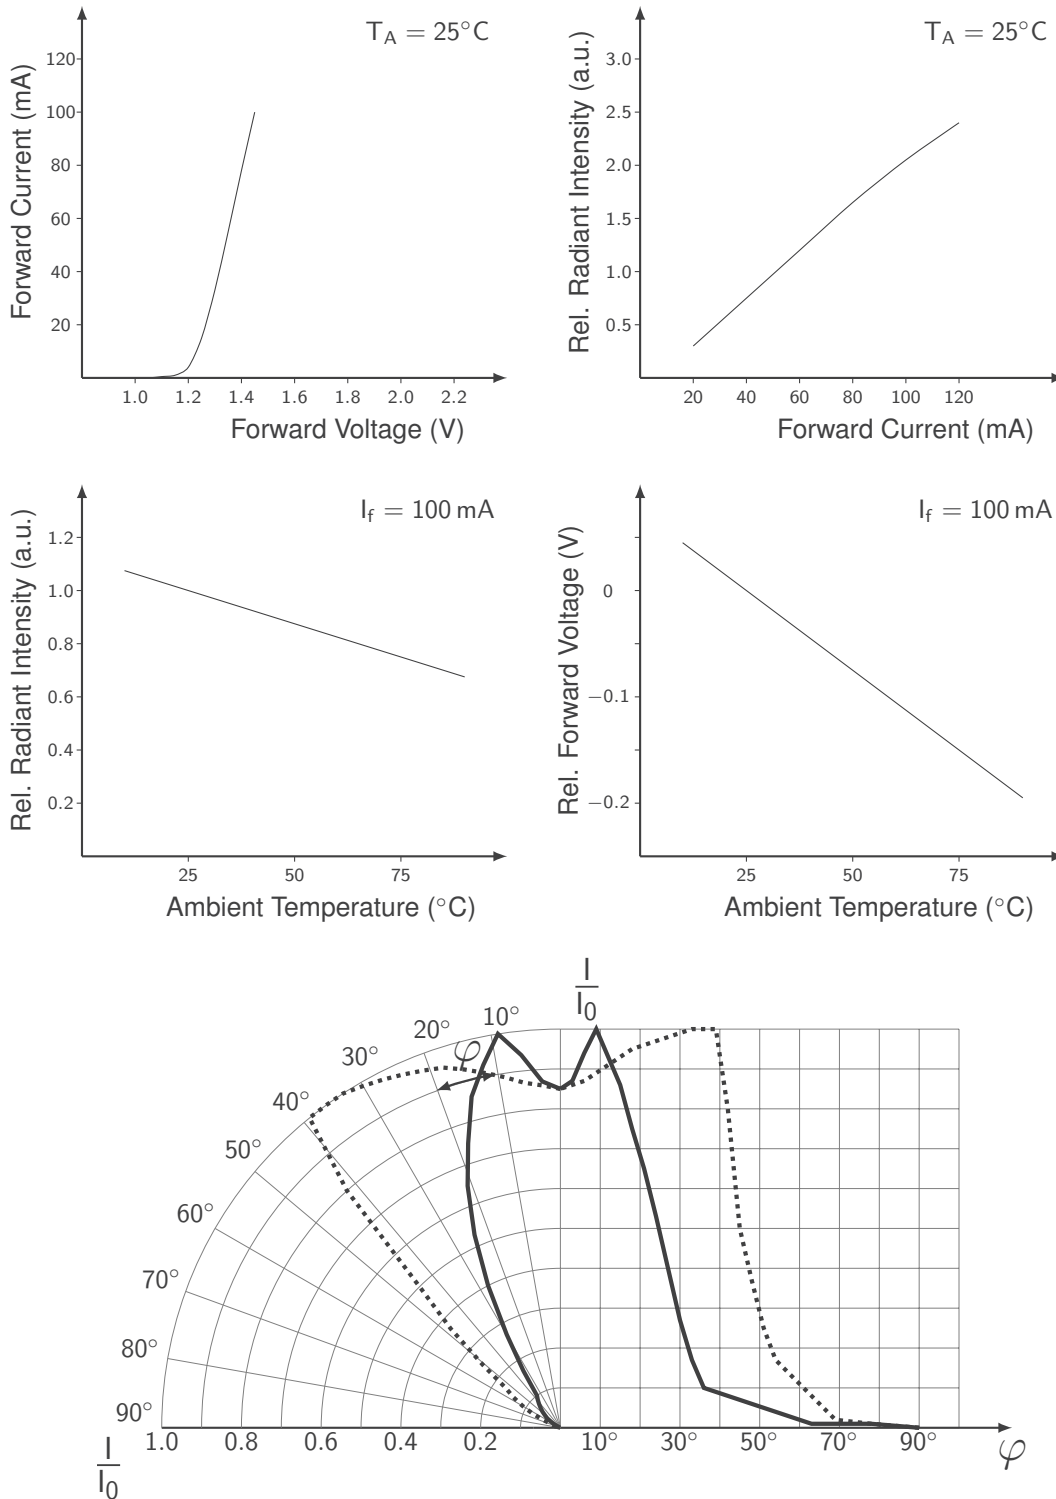 T_A = 25°C
Forward Current (mA)
120
100
80
60
40
20
1.0 1.2 1.4 1.6 1.8 2.0 2.2
Forward Voltage (V)
T_A = 25°C
Rel. Radiant Intensity (a.u.)
3.0
2.5
2.0
1.5
1.0
0.5
20 40 60 80 100 120
Forward Current (mA)
I_f = 100 mA
Rel. Radiant Intensity (a.u.)
1.2
1.0
0.8
0.6
0.4
0.2
25 50 75
Ambient Temperature (°C)
I_f = 100 mA
Rel. Forward Voltage (V)
0
−0.1
−0.2
25 50 75
Ambient Temperature (°C)
I
I_0
10°
20°
φ
30°
40°
50°
60°
70°
80°
90°
1.0 0.8 0.6 0.4 0.2 10° 30° 50° 70° 90° φ
I
I_0